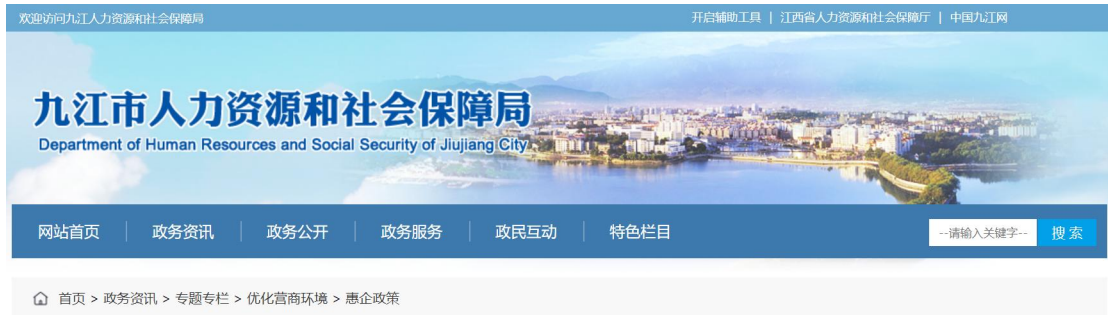 欢迎访问九江人力资源和社会保障局
开启辅助工具 | 江西省人力资源和社会保障厅 | 中国九江网
九江市人力资源和社会保障局
Department of Human Resources and Social Security of Jiujiang City
网站首页 政务资讯 政务公开 政务服务 政民互动 特色栏目 --请输入关键字-- 搜索
首页 > 政务资讯 > 专题专栏 > 优化营商环境 > 惠企政策